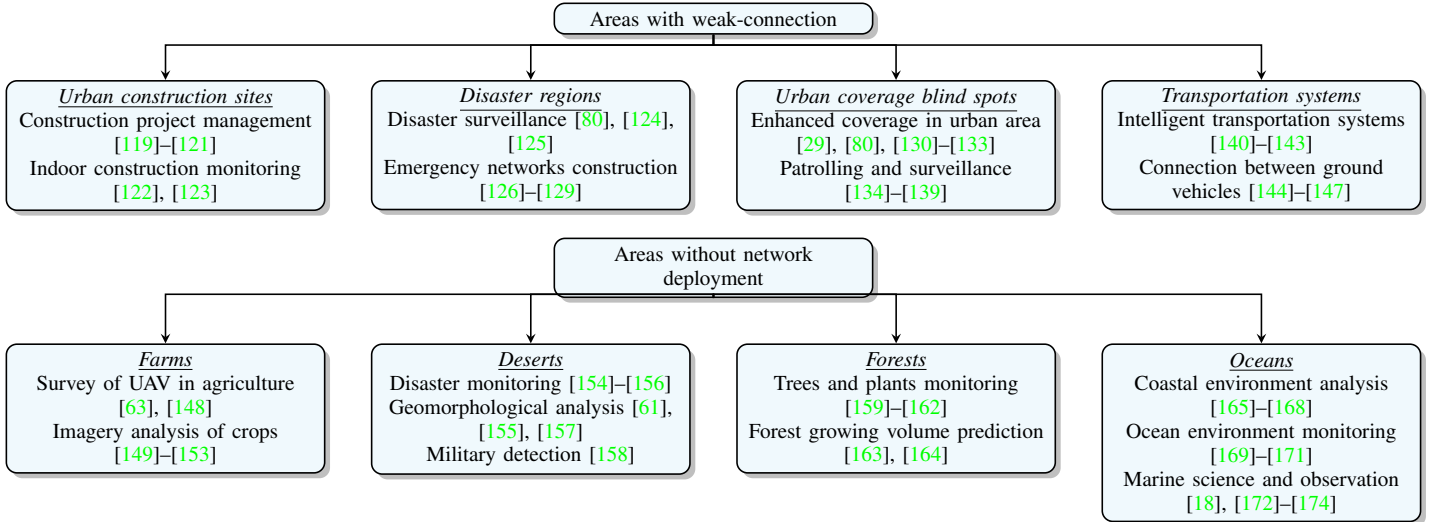 Areas with weak-connection
Urban construction sites
Construction project management
[119]–[121]
Indoor construction monitoring
[122], [123]
Disaster regions
Disaster surveillance [80], [124],
[125]
Emergency networks construction
[126]–[129]
Urban coverage blind spots
Enhanced coverage in urban area
[29], [80], [130]–[133]
Patrolling and surveillance
[134]–[139]
Transportation systems
Intelligent transportation systems
[140]–[143]
Connection between ground
vehicles [144]–[147]
Areas without network
deployment
Farms
Survey of UAV in agriculture
[63], [148]
Imagery analysis of crops
[149]–[153]
Deserts
Disaster monitoring [154]–[156]
Geomorphological analysis [61],
[155], [157]
Military detection [158]
Forests
Trees and plants monitoring
[159]–[162]
Forest growing volume prediction
[163], [164]
Oceans
Coastal environment analysis
[165]–[168]
Ocean environment monitoring
[169]–[171]
Marine science and observation
[18], [172]–[174]